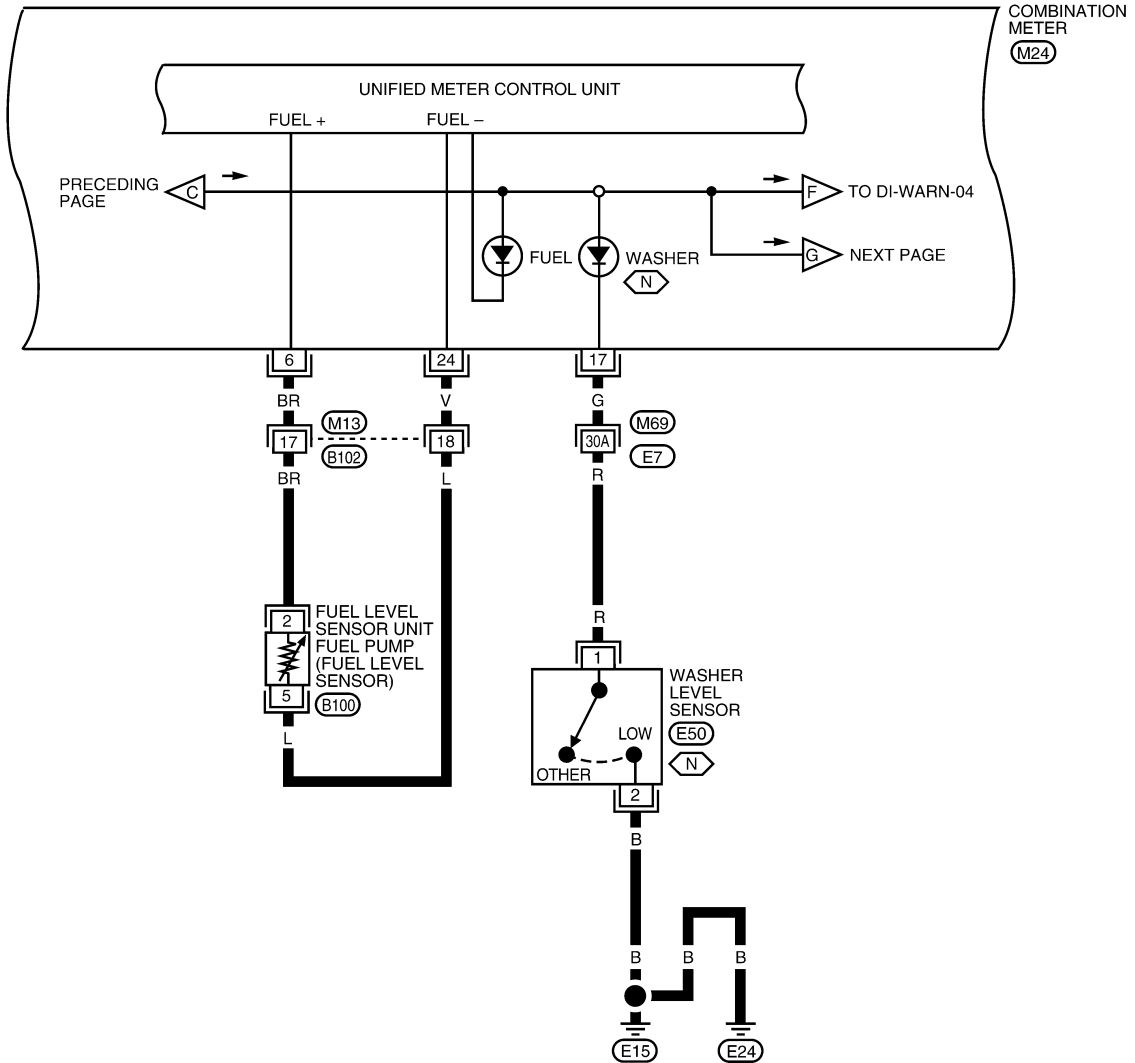 COMBINATION
METER
M24
UNIFIED METER CONTROL UNIT
FUEL +
FUEL –
PRECEDING
PAGE
C
F
TO DI-WARN-04
FUEL
WASHER
N
G
NEXT PAGE
6
24
17
BR
V
G
17
M13
B102
18
30A
M69
E7
BR
L
R
R
2
FUEL LEVEL
SENSOR UNIT
FUEL PUMP
(FUEL LEVEL
SENSOR)
5
B100
L
1
WASHER
LEVEL
SENSOR
E50
N
LOW
OTHER
2
B
B
B
B
E15
E24